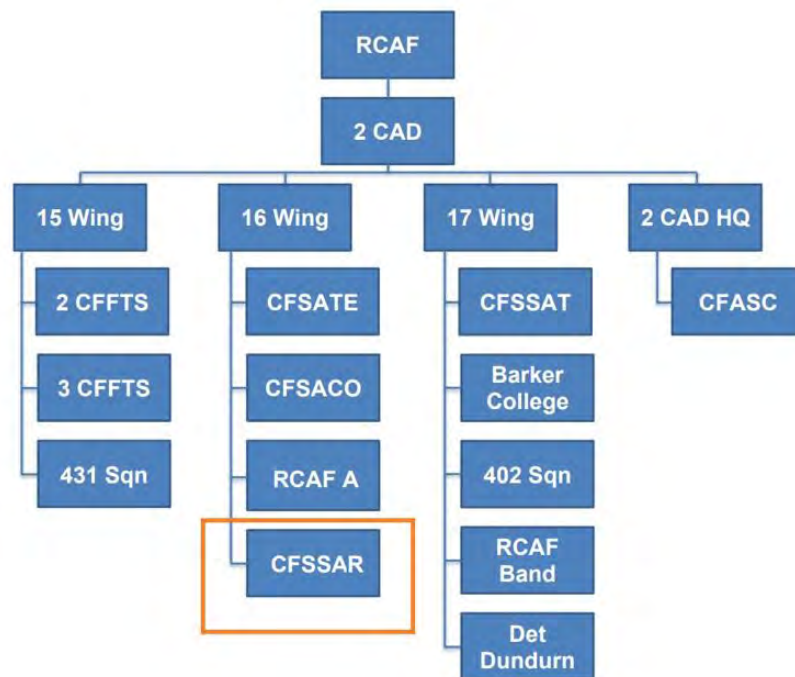 RCAF
2 CAD
15 Wing
16 Wing
17 Wing
2 CAD HQ
2 CFFTS
CFSATE
CFSSAT
CFASC
3 CFFTS
CFSACO
Barker
College
431 Sqn
RCAF A
402 Sqn
CFSSAR
RCAF
Band
Det
Dundurn